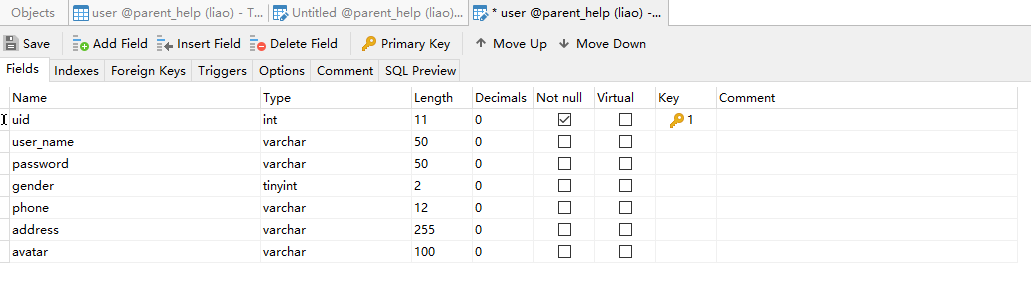 Objects user @parent_help (liao) - T... Untitled @parent_help (liao)... * user @parent_help (liao) -...
Save Add Field Insert Field Delete Field Primary Key Move Up Move Down
Fields Indexes Foreign Keys Triggers Options Comment SQL Preview
Name Type Length Decimals Not null Virtual Key Comment
uid int 11 0 1
user_name varchar 50 0
password varchar 50 0
gender tinyint 2 0
phone varchar 12 0
address varchar 255 0
avatar varchar 100 0